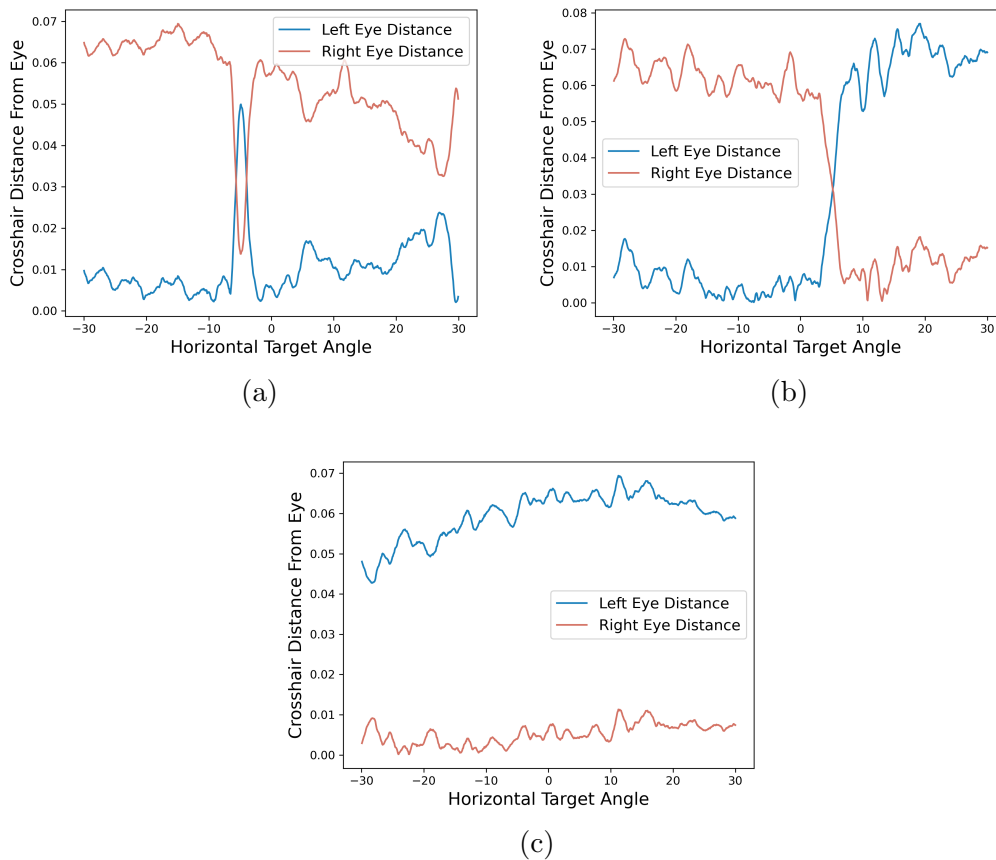 Crosshair Distance From Eye
0.07
0.06
0.05
0.04
0.03
0.02
0.01
0.00
Left Eye Distance
Right Eye Distance
−30 −20 −10 0 10 20 30
Horizontal Target Angle
(a)
Crosshair Distance From Eye
0.08
0.07
0.06
0.05
0.04
0.03
0.02
0.01
0.00
Left Eye Distance
Right Eye Distance
−30 −20 −10 0 10 20 30
Horizontal Target Angle
(b)
Crosshair Distance From Eye
0.07
0.06
0.05
0.04
0.03
0.02
0.01
0.00
Left Eye Distance
Right Eye Distance
−30 −20 −10 0 10 20 30
Horizontal Target Angle
(c)